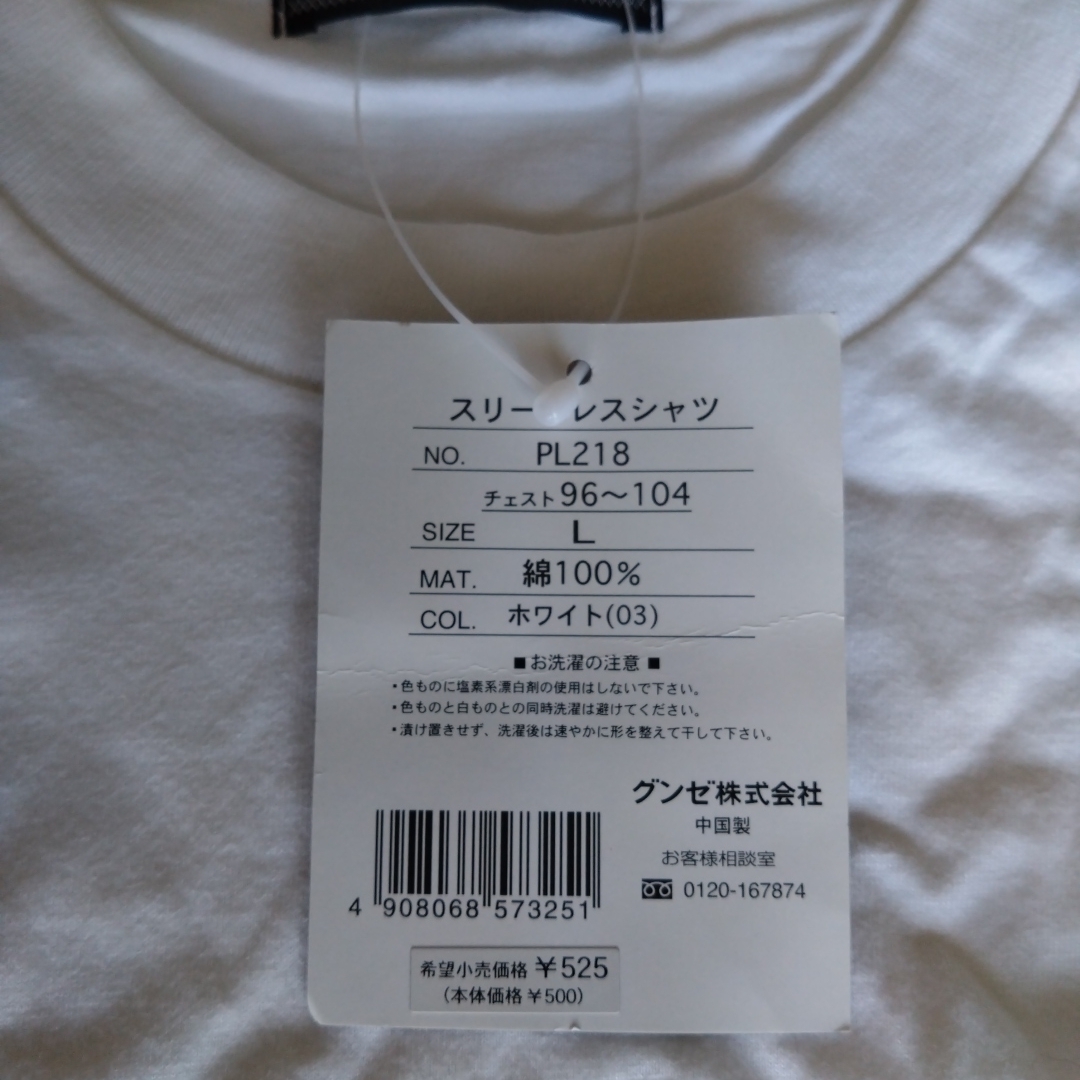 スリーブレスシャツ
NO. PL218
チェスト 96〜104
SIZE L
MAT. 綿100%
COL. ホワイト(03)
■お洗濯の注意■
・色ものに塩素系漂白剤の使用はしないで下さい。
・色ものと白ものとの同時洗濯は避けてください。
・漬け置きせず、洗濯後は速やかに形を整えて干して下さい。
グンゼ株式会社
中国製
お客様相談室
0120-167874
4 908068 573251
希望小売価格 ¥525
(本体価格 ¥500)